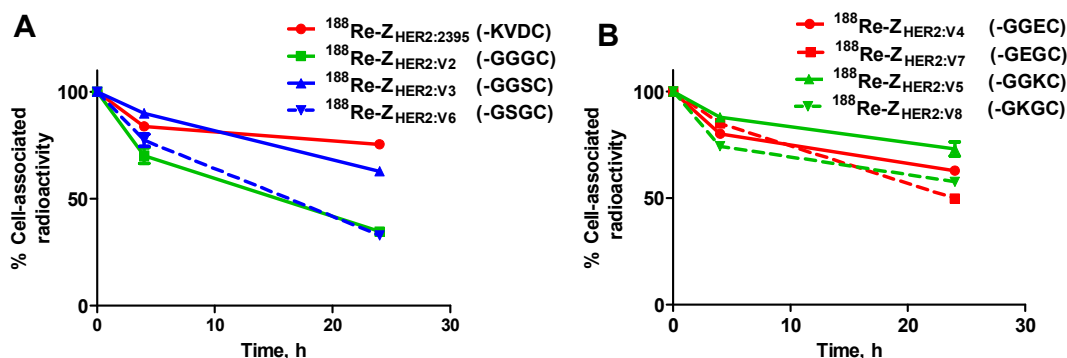 A
188Re-ZHER2:2395 (-KVDC)
188Re-ZHER2:V2 (-GGGC)
188Re-ZHER2:V3 (-GGSC)
188Re-ZHER2:V6 (-GSGC)
% Cell-associated
radioactivity
100
50
0
0 10 20 30
Time, h
B
188Re-ZHER2:V4 (-GGEC)
188Re-ZHER2:V7 (-GEGC)
188Re-ZHER2:V5 (-GGKC)
188Re-ZHER2:V8 (-GKGC)
% Cell-associated
radioactivity
100
50
0
0 10 20 30
Time, h